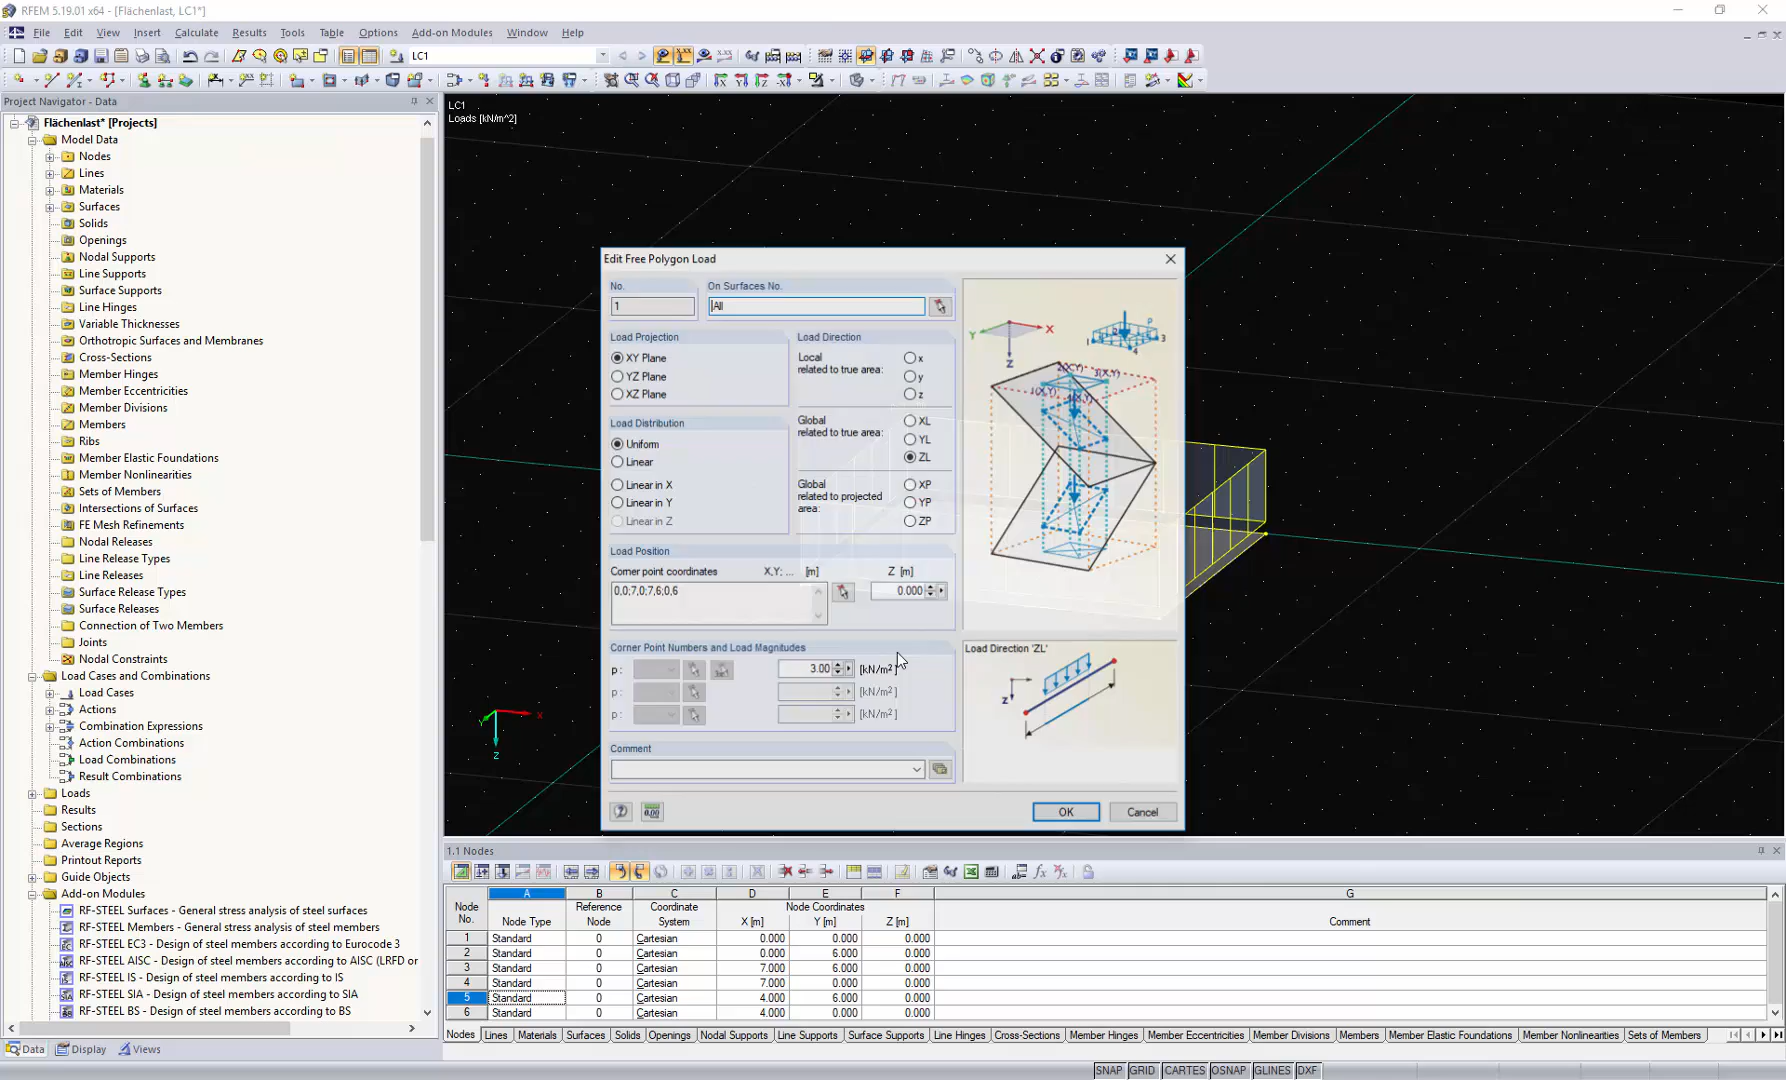 RFEM 5.19.01 x64 - [Flächenlast, LC1*]
File Edit View Insert Calculate Results Tools Table Options Add-on Modules Window Help
LC1
Project Navigator - Data
Flächenlast* [Projects]
Model Data
Nodes
Lines
Materials
Surfaces
Solids
Openings
Nodal Supports
Line Supports
Surface Supports
Line Hinges
Variable Thicknesses
Orthotropic Surfaces and Membranes
Cross-Sections
Member Hinges
Member Eccentricities
Member Divisions
Members
Ribs
Member Elastic Foundations
Member Nonlinearities
Sets of Members
Intersections of Surfaces
FE Mesh Refinements
Nodal Releases
Line Release Types
Line Releases
Surface Release Types
Surface Releases
Connection of Two Members
Joints
Nodal Constraints
Load Cases and Combinations
Load Cases
Actions
Combination Expressions
Action Combinations
Load Combinations
Result Combinations
Loads
Results
Sections
Average Regions
Printout Reports
Guide Objects
Add-on Modules
RF-STEEL Surfaces - General stress analysis of steel surfaces
RF-STEEL Members - General stress analysis of steel members
RF-STEEL EC3 - Design of steel members according to Eurocode 3
RF-STEEL AISC - Design of steel members according to AISC (LRFD or
RF-STEEL IS - Design of steel members according to IS
RF-STEEL SIA - Design of steel members according to SIA
RF-STEEL BS - Design of steel members according to BS
Data Display Views
LC1
Loads [kN/m^2]
X
Y
Z
Edit Free Polygon Load
No.
1
On Surfaces No.
All
Load Projection
XY Plane
YZ Plane
XZ Plane
Load Direction
Local
related to true area:
x
y
z
Global
related to true area:
XL
YL
ZL
Global
related to projected
area:
XP
YP
ZP
Load Distribution
Uniform
Linear
Linear in X
Linear in Y
Linear in Z
Load Position
Corner point coordinates X,Y; ... [m] Z [m]
0,0;7,0;7,6;0,6
0.000
Corner Point Numbers and Load Magnitudes
p: 3.00 [kN/m²]
p: [kN/m²]
p: [kN/m²]
Comment
Y X
Z
1 2 3 4 P
2(X,Y) 3(X,Y)
1(X,Y) 4(X,Y)
Load Direction 'ZL'
z
0.00
OK Cancel
1.1 Nodes
A B C D E F G
Node Reference Coordinate Node Coordinates
No. Node Type Node System X [m] Y [m] Z [m] Comment
1 Standard 0 Cartesian 0.000 0.000 0.000
2 Standard 0 Cartesian 0.000 6.000 0.000
3 Standard 0 Cartesian 7.000 6.000 0.000
4 Standard 0 Cartesian 7.000 0.000 0.000
5 Standard 0 Cartesian 4.000 6.000 0.000
6 Standard 0 Cartesian 4.000 0.000 0.000
Nodes Lines Materials Surfaces Solids Openings Nodal Supports Line Supports Surface Supports Line Hinges Cross-Sections Member Hinges Member Eccentricities Member Divisions Members Member Elastic Foundations Member Nonlinearities Sets of Members
SNAP GRID CARTES OSNAP GLINES DXF